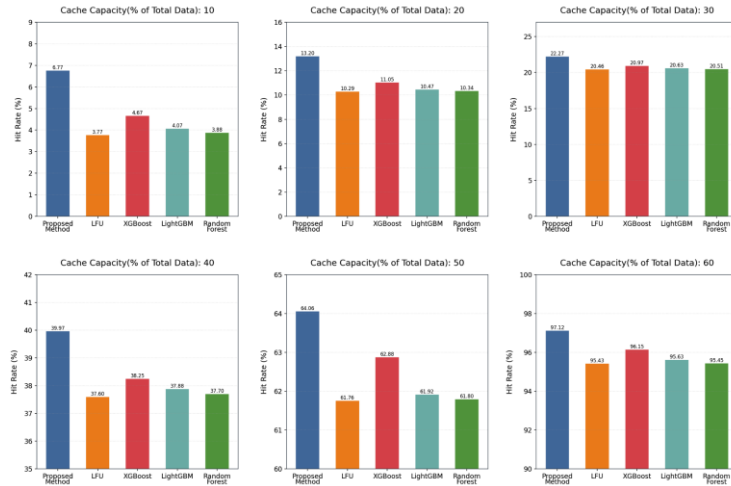 Cache Capacity(% of Total Data): 10
Hit Rate (%)
9
8
7
6
5
4
3
2
1
0
6.77
3.77
4.67
4.07
3.88
Proposed Method
LFU
XGBoost
LightGBM
Random Forest
Cache Capacity(% of Total Data): 20
Hit Rate (%)
16
14
12
10
8
6
4
2
0
13.20
10.29
11.05
10.47
10.34
Proposed Method
LFU
XGBoost
LightGBM
Random Forest
Cache Capacity(% of Total Data): 30
Hit Rate (%)
25
20
15
10
5
0
22.27
20.48
20.97
20.63
20.51
Proposed Method
LFU
XGBoost
LightGBM
Random Forest
Cache Capacity(% of Total Data): 40
Hit Rate (%)
42
41
40
39
38
37
36
35
39.97
37.60
38.25
37.88
37.70
Proposed Method
LFU
XGBoost
LightGBM
Random Forest
Cache Capacity(% of Total Data): 50
Hit Rate (%)
65
64
63
62
61
60
64.06
61.76
62.88
61.92
61.80
Proposed Method
LFU
XGBoost
LightGBM
Random Forest
Cache Capacity(% of Total Data): 60
Hit Rate (%)
100
98
96
94
92
90
97.12
95.43
96.15
95.63
95.45
Proposed Method
LFU
XGBoost
LightGBM
Random Forest